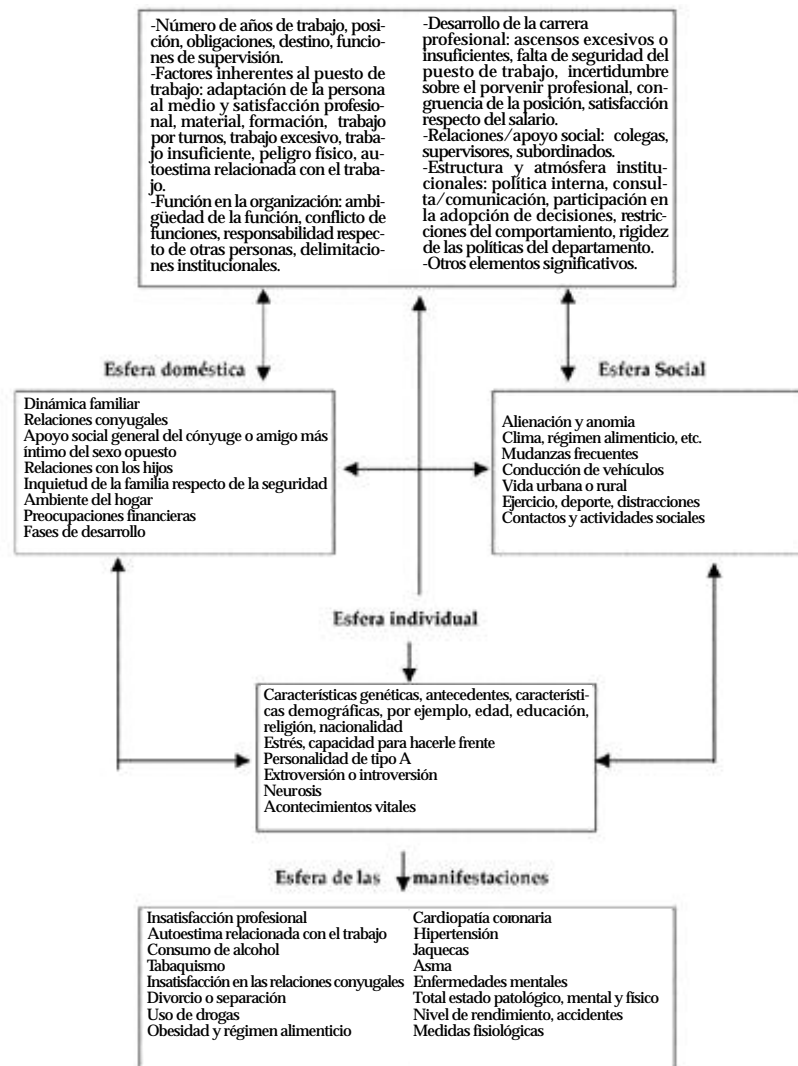 -Número de años de trabajo, posi-
ción, obligaciones, destino, funcio-
nes de supervisión.
-Factores inherentes al puesto de
trabajo: adaptación de la persona
al medio y satisfacción profesio-
nal, material, formación, trabajo
por turnos, trabajo excesivo, traba-
jo insuficiente, peligro físico, au-
toestima relacionada con el traba-
jo.
-Función en la organización: ambi-
güedad de la función, conflicto de
funciones, responsabilidad respec-
to de otras personas, delimitacio-
nes institucionales.
-Desarrollo de la carrera
profesional: ascensos excesivos o
insuficientes, falta de seguridad del
puesto de trabajo, incertidumbre
sobre el porvenir profesional, con-
gruencia de la posición, satisfacción
respecto del salario.
-Relaciones/apoyo social: colegas,
supervisores, subordinados.
-Estructura y atmósfera institu-
cionales: política interna, consul-
ta/comunicación, participación en
la adopción de decisiones, restric-
ciones del comportamiento, rigidez
de las políticas del departamento.
-Otros elementos significativos.
Esfera doméstica
Dinámica familiar
Relaciones conyugales
Apoyo social general del cónyuge o amigo más
íntimo del sexo opuesto
Relaciones con los hijos
Inquietud de la familia respecto de la seguridad
Ambiente del hogar
Preocupaciones financieras
Fases de desarrollo
Esfera Social
Alienación y anomia
Clima, régimen alimenticio, etc.
Mudanzas frecuentes
Conducción de vehículos
Vida urbana o rural
Ejercicio, deporte, distracciones
Contactos y actividades sociales
Esfera individual
Características genéticas, antecedentes, característi-
cas demográficas, por ejemplo, edad, educación,
religión, nacionalidad
Estrés, capacidad para hacerle frente
Personalidad de tipo A
Extroversión o introversión
Neurosis
Acontecimientos vitales
Esfera de las manifestaciones
Insatisfacción profesional
Autoestima relacionada con el trabajo
Consumo de alcohol
Tabaquismo
Insatisfacción en las relaciones conyugales
Divorcio o separación
Uso de drogas
Obesidad y régimen alimenticio
Cardiopatía coronaria
Hipertensión
Jaquecas
Asma
Enfermedades mentales
Total estado patológico, mental y físico
Nivel de rendimiento, accidentes
Medidas fisiológicas